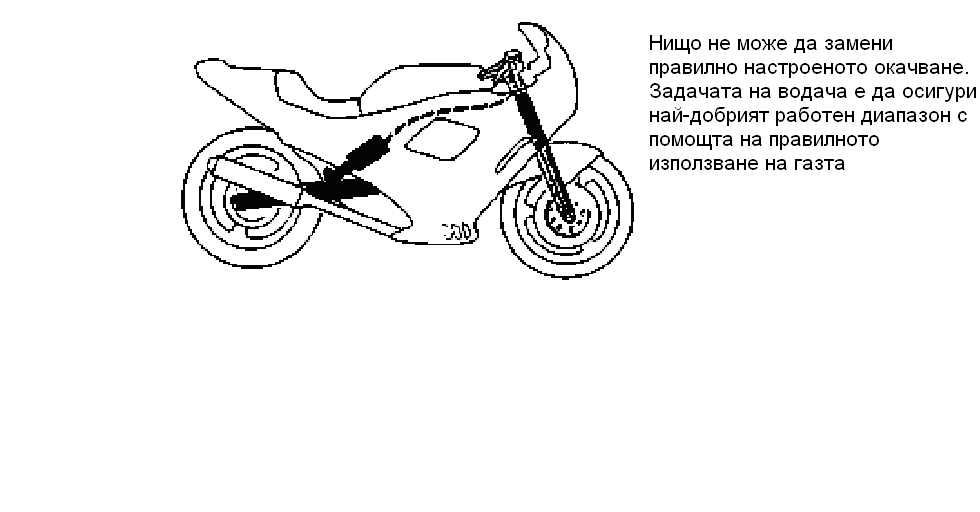 Нищо не може да замени
правилно настроеното окачване.
Задачата на водача е да осигури
най-добрият работен диапазон с
помощта на правилното
използване на газта